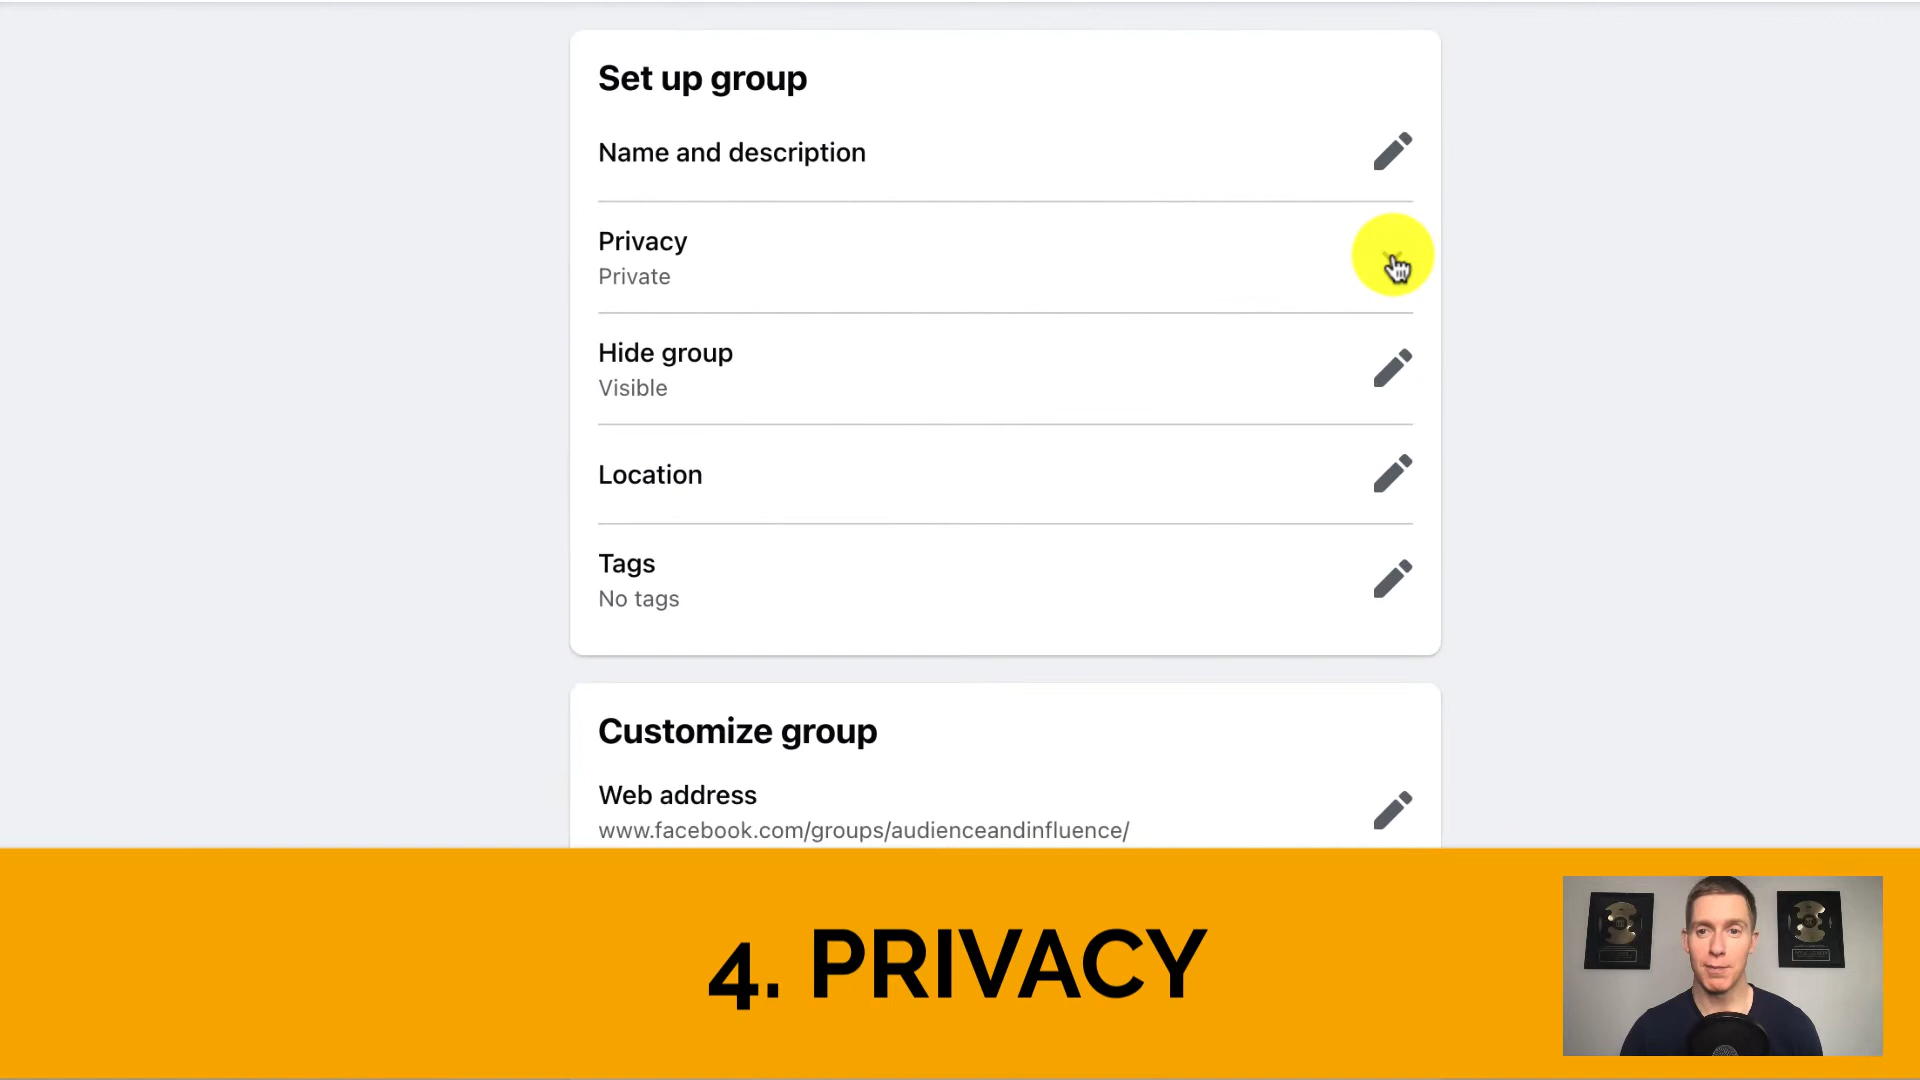 Set up group
Name and description
Privacy
Private
Hide group
Visible
Location
Tags
No tags
Customize group
Web address
www.facebook.com/groups/audienceandinfluence/
4. PRIVACY